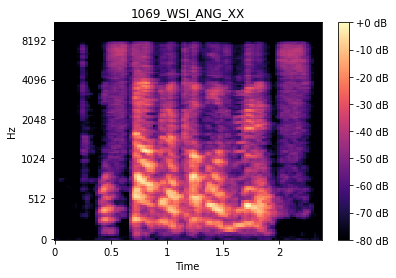 1069_WSI_ANG_XX
8192
4096
2048
1024
512
0
Hz
0
0.5
1
1.5
2
Time
+0 dB
-10 dB
-20 dB
-30 dB
-40 dB
-50 dB
-60 dB
-70 dB
-80 dB